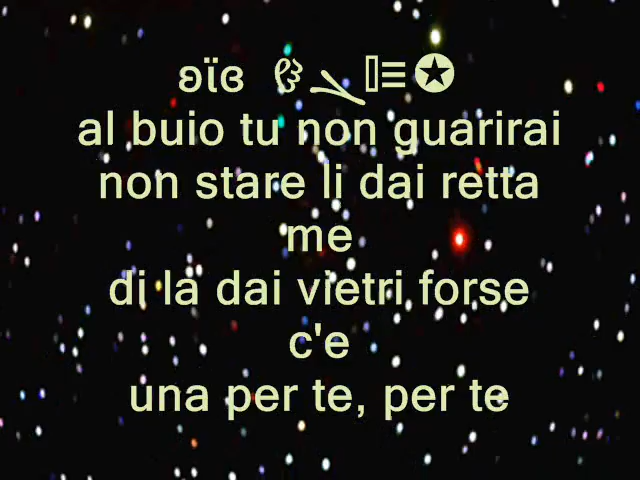 ʚïɞ ☰✪
al buio tu non guarirai
non stare li dai retta
me
di la dai vietri forse
c'e
una per te, per te